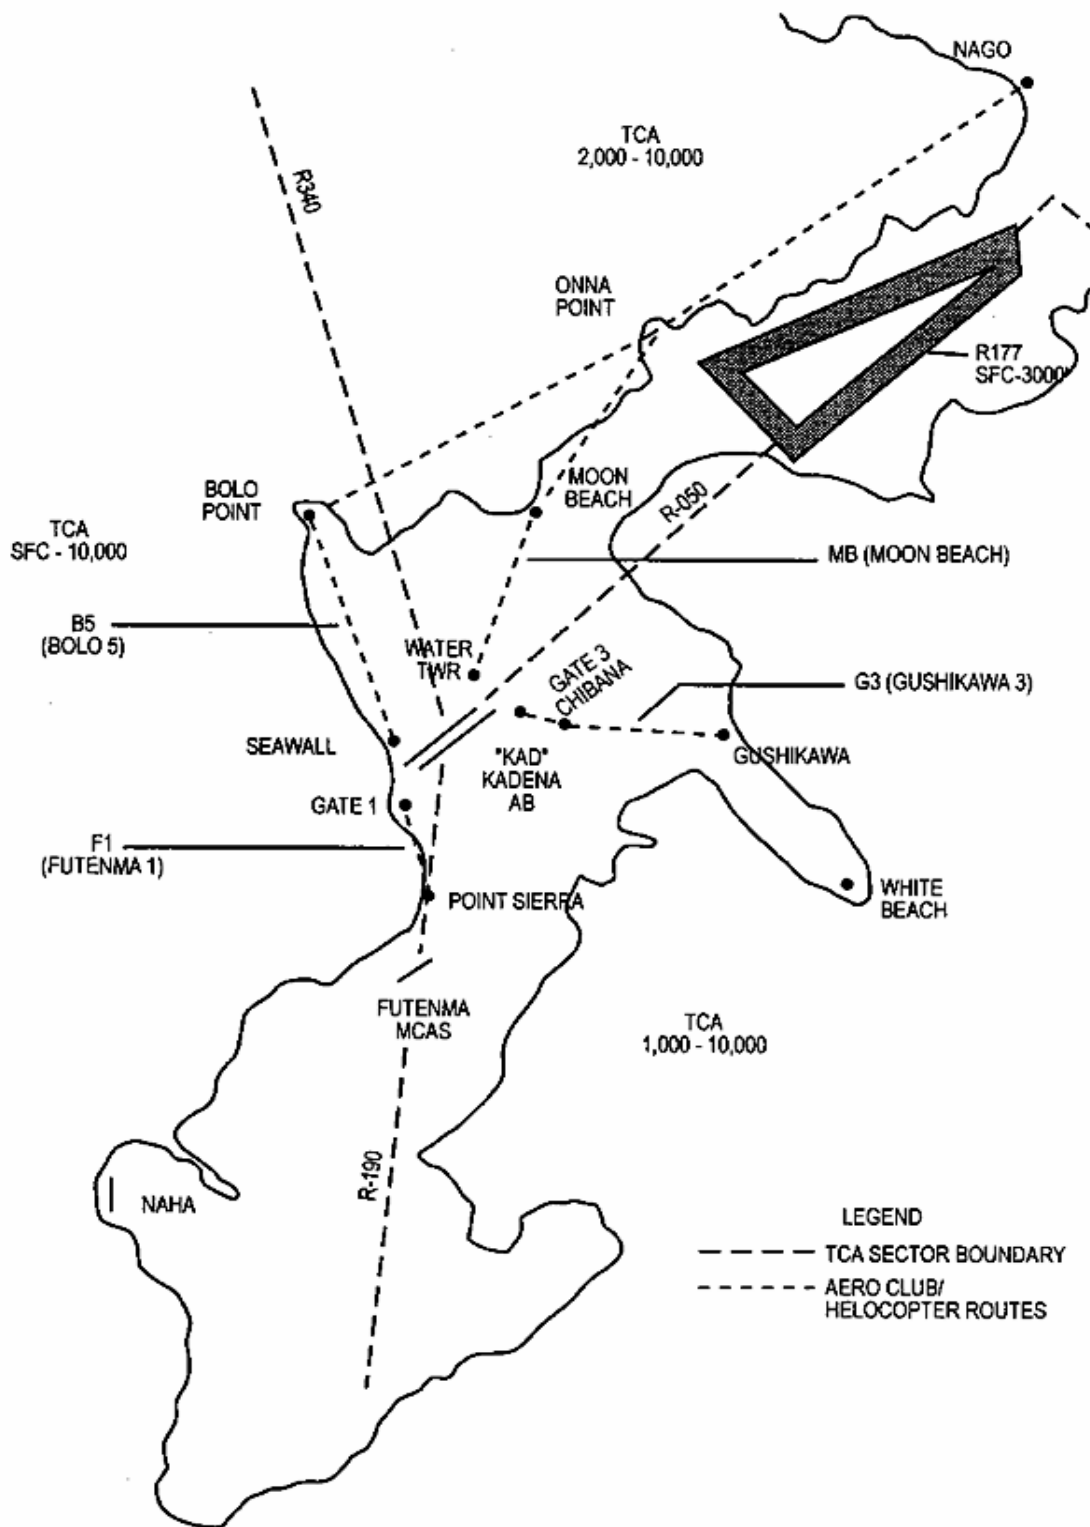 NAGO
TCA
2,000 - 10,000
R340
ONNA
POINT
R177
SFC-3000'
BOLO
POINT
MOON
BEACH
R-050
TCA
SFC - 10,000
MB (MOON BEACH)
B5
(BOLO 5)
WATER
TWR
GATE 3
CHIBANA
G3 (GUSHIKAWA 3)
SEAWALL
"KAD"
KADENA
AB
GUSHIKAWA
GATE 1
F1
(FUTENMA 1)
POINT SIERRA
WHITE
BEACH
FUTENMA
MCAS
TCA
1,000 - 10,000
R-190
NAHA
LEGEND
TCA SECTOR BOUNDARY
AERO CLUB/
HELOCOPTER ROUTES